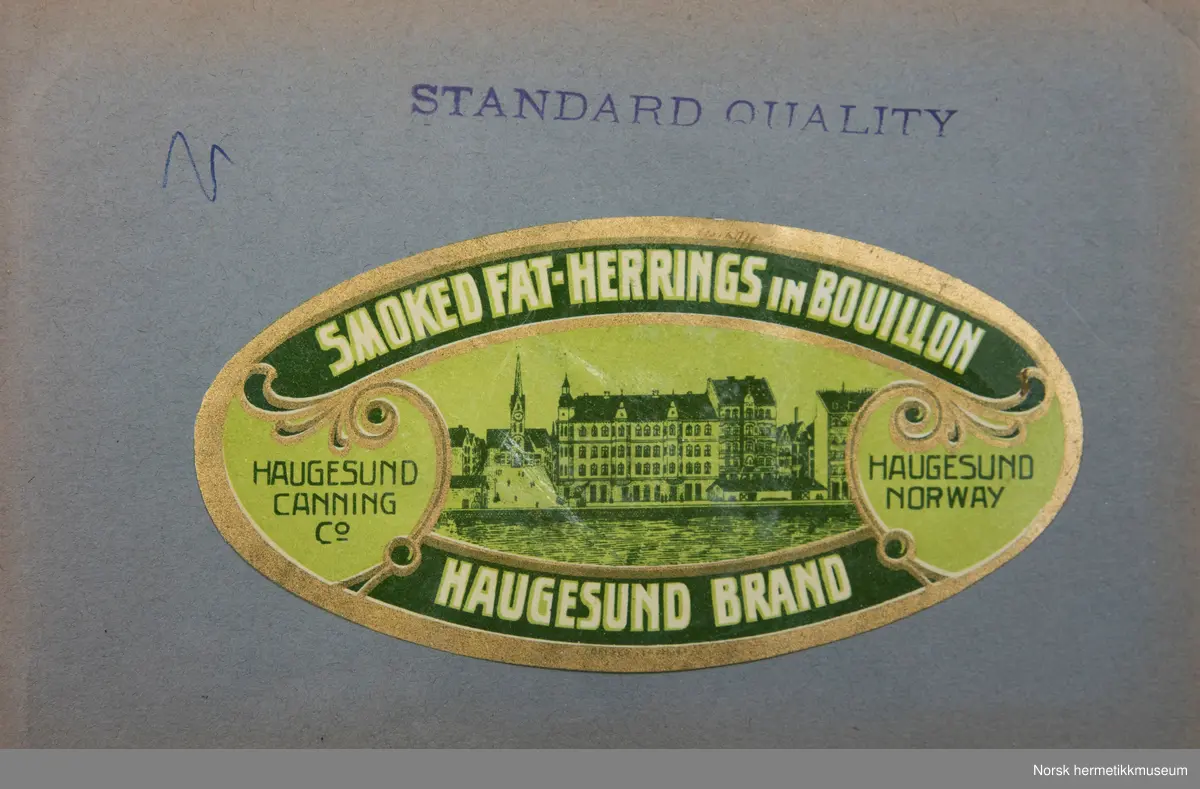 STANDARD QUALITY
SMOKED FAT-HERRINGS IN BOUILLON
HAUGESUND
CANNING
Co
HAUGESUND
NORWAY
HAUGESUND BRAND
Norsk hermetikkmuseum